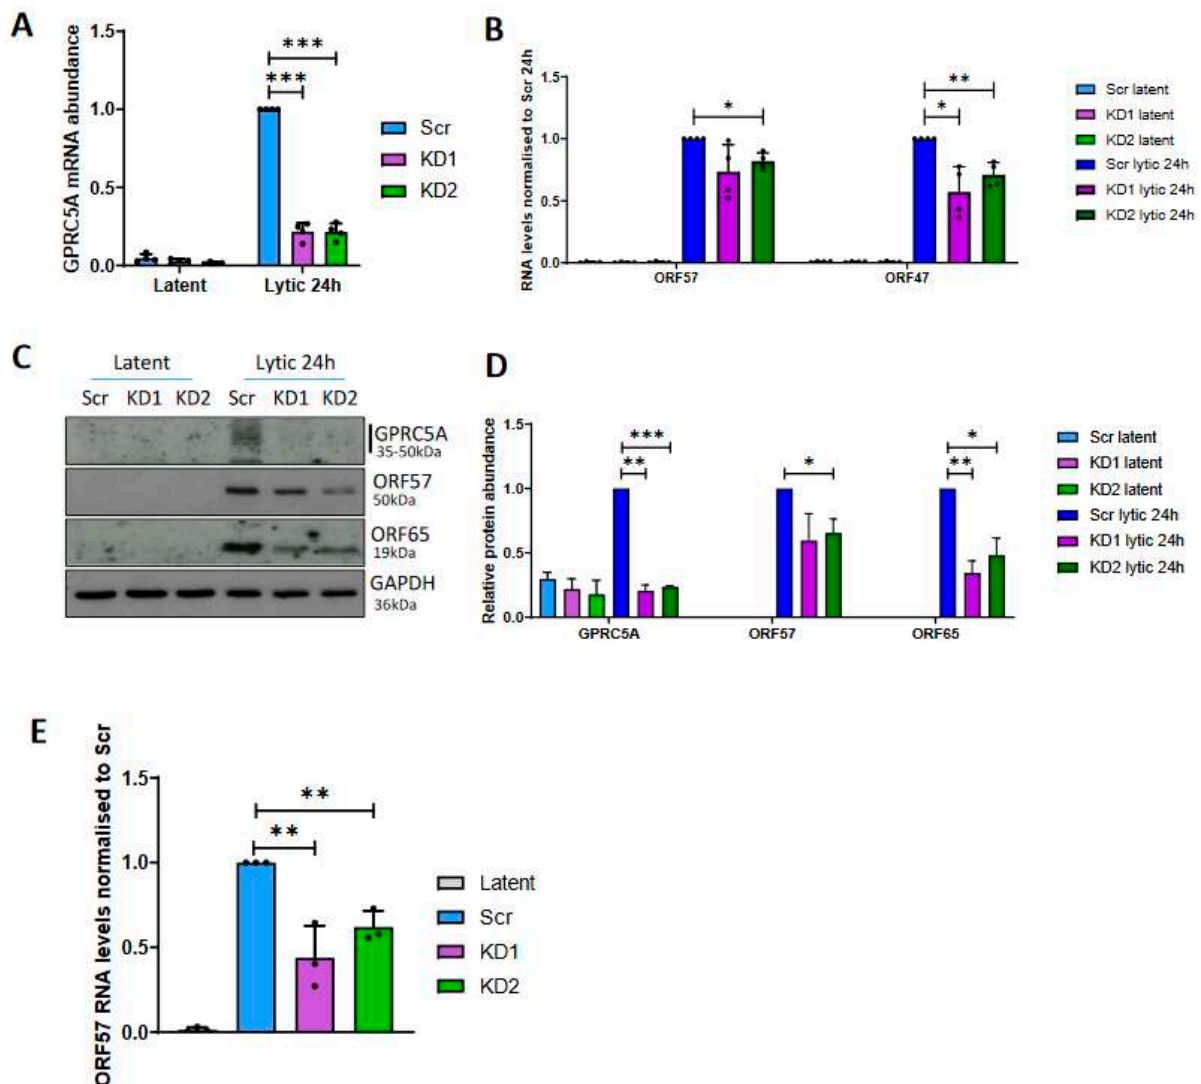 A
GPRC5A mRNA abundance
1.5
1.0
0.5
0.0
***
***
Latent
Lytic 24h
Scr
KD1
KD2
B
RNA levels normalised to Scr 24h
1.5
1.0
0.5
0.0
*
**
*
ORF57
ORF47
Scr latent
KD1 latent
KD2 latent
Scr lytic 24h
KD1 lytic 24h
KD2 lytic 24h
C
Latent
Lytic 24h
Scr KD1 KD2 Scr KD1 KD2
GPRC5A
35-50kDa
ORF57
50kDa
ORF65
19kDa
GAPDH
36kDa
D
Relative protein abundance
1.5
1.0
0.5
0.0
***
**
*
*
**
GPRC5A
ORF57
ORF65
Scr latent
KD1 latent
KD2 latent
Scr lytic 24h
KD1 lytic 24h
KD2 lytic 24h
E
ORF57 RNA levels normalised to Scr
1.5
1.0
0.5
0.0
**
**
Latent
Scr
KD1
KD2